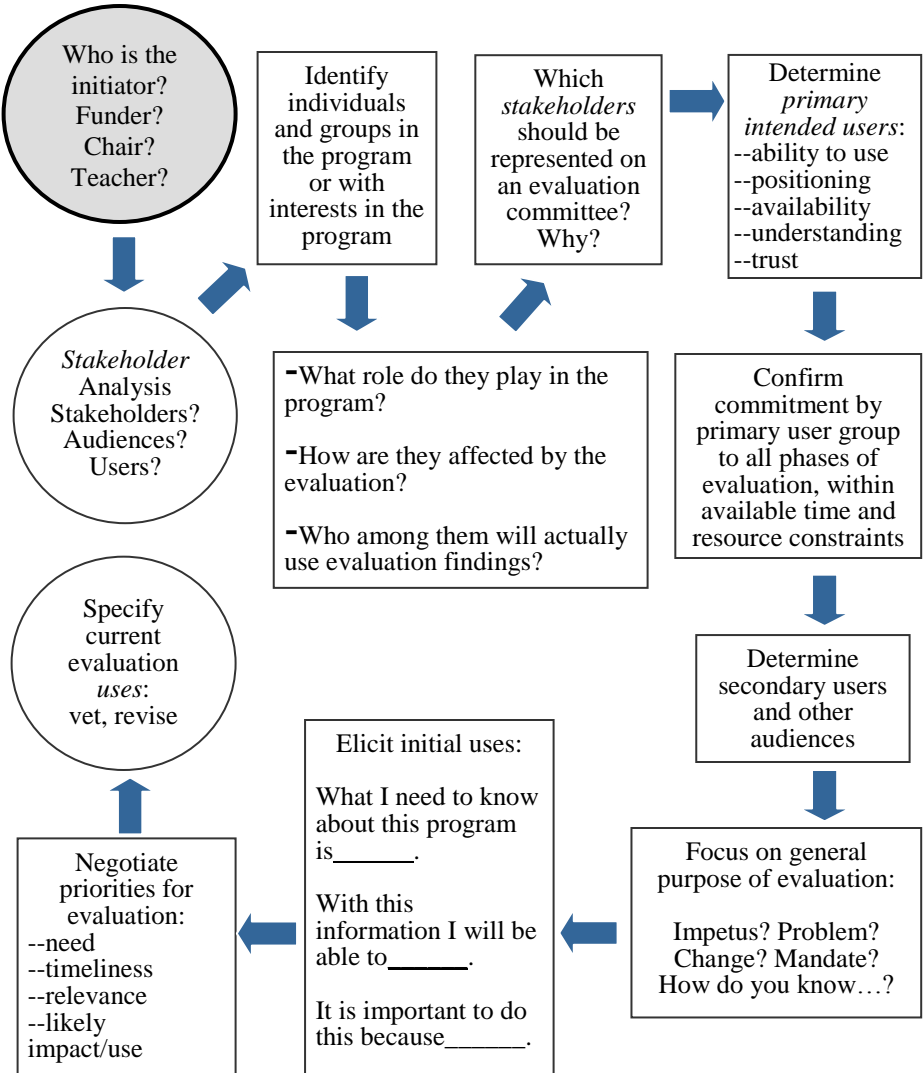 Who is the
initiator?
Funder?
Chair?
Teacher?
Stakeholder
Analysis
Stakeholders?
Audiences?
Users?
Identify
individuals
and groups in
the program
or with
interests in the
program
-What role do they play in the
program?
-How are they affected by the
evaluation?
-Who among them will actually
use evaluation findings?
Which
stakeholders
should be
represented on
an evaluation
committee?
Why?
Determine
primary
intended users:
--ability to use
--positioning
--availability
--understanding
--trust
Confirm
commitment by
primary user group
to all phases of
evaluation, within
available time and
resource constraints
Determine
secondary users
and other
audiences
Focus on general
purpose of evaluation:
Impetus? Problem?
Change? Mandate?
How do you know…?
Elicit initial uses:
What I need to know
about this program
is______.
With this
information I will be
able to______.
It is important to do
this because______.
Negotiate
priorities for
evaluation:
--need
--timeliness
--relevance
--likely
impact/use
Specify
current
evaluation
uses:
vet, revise